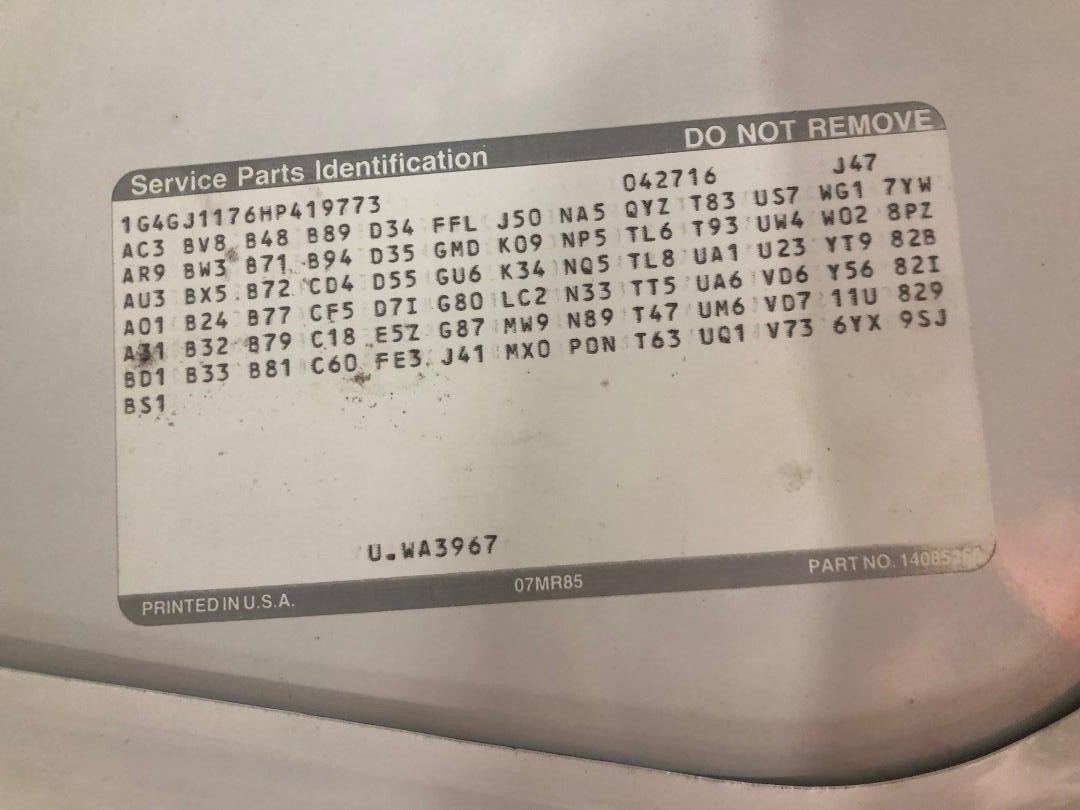 Service Parts Identification DO NOT REMOVE
1G4GJ1176HP419773 042716 J47
AC3 BV8 B48 B89 D34 FFL J50 NA5 QYZ T83 US7 WG1 7YW
AR9 BW3 B71 B94 D35 GMD K09 NP5 TL6 T93 UW4 W02 8PZ
AU3 BX5 B72 CD4 D55 GU6 K34 NQ5 TL8 UA1 U23 YT9 82B
A01 B24 B77 CF5 D7I G80 LC2 N33 TT5 UA6 VD6 Y56 82I
A31 B32 B79 C18 E5Z G87 MW9 N89 T47 UM6 VD7 11U 829
BD1 B33 B81 C60 FE3 J41 MX0 P0N T63 UQ1 V73 6YX 9SJ
BS1
U-WA3967
PRINTED IN U.S.A. 07MR85 PART NO.